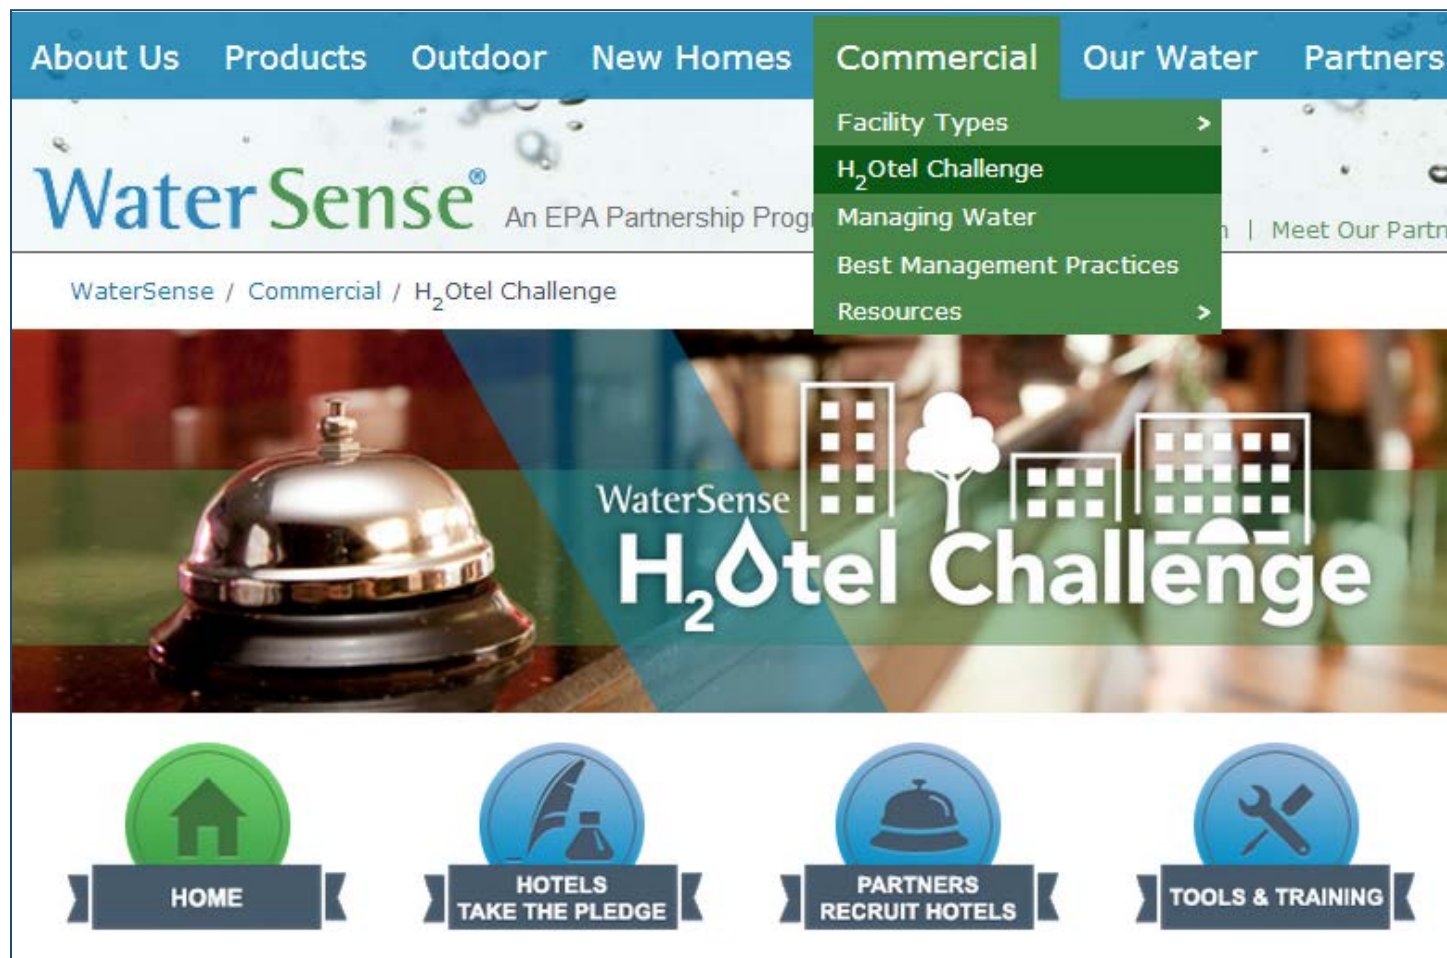 About Us Products Outdoor New Homes Commercial Our Water Partners
Facility Types >
H₂Otel Challenge
Managing Water
Best Management Practices
Resources >
WaterSense® An EPA Partnership Prog
| Meet Our Partn
WaterSense / Commercial / H₂Otel Challenge
WaterSense
H₂Otel Challenge
HOME
HOTELS
TAKE THE PLEDGE
PARTNERS
RECRUIT HOTELS
TOOLS & TRAINING